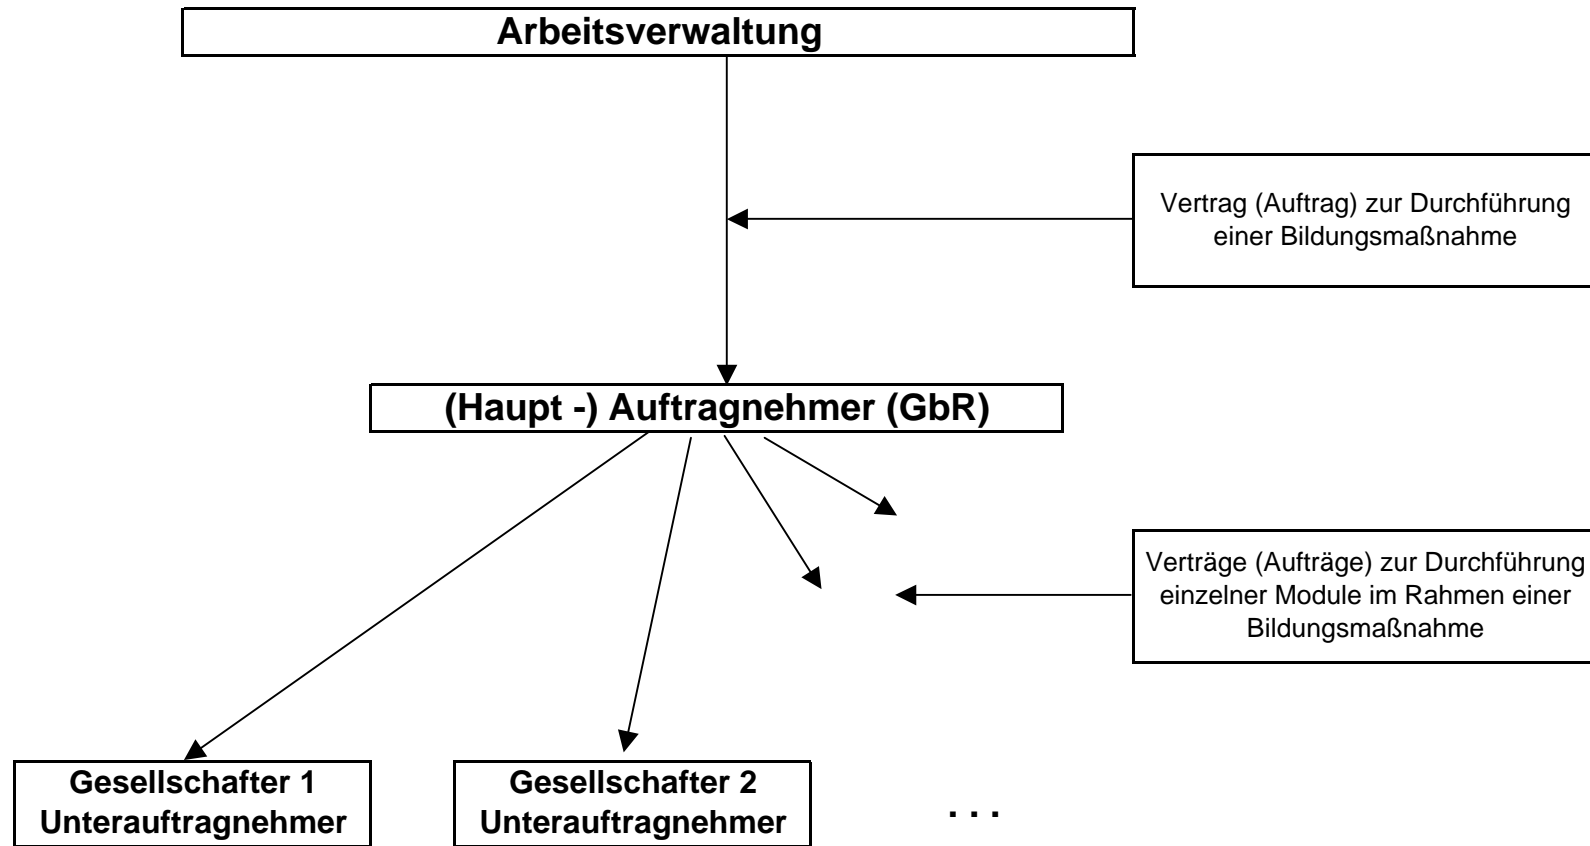 Arbeitsverwaltung
Vertrag (Auftrag) zur Durchführung
einer Bildungsmaßnahme
(Haupt -) Auftragnehmer (GbR)
Verträge (Aufträge) zur Durchführung
einzelner Module im Rahmen einer
Bildungsmaßnahme
Gesellschafter 1
Unterauftragnehmer
Gesellschafter 2
Unterauftragnehmer
. . .